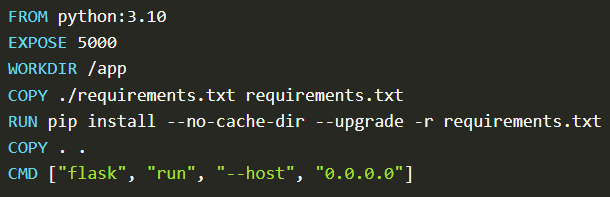 FROM python:3.10
EXPOSE 5000
WORKDIR /app
COPY ./requirements.txt requirements.txt
RUN pip install --no-cache-dir --upgrade -r requirements.txt
COPY . .
CMD ["flask", "run", "--host", "0.0.0.0"]